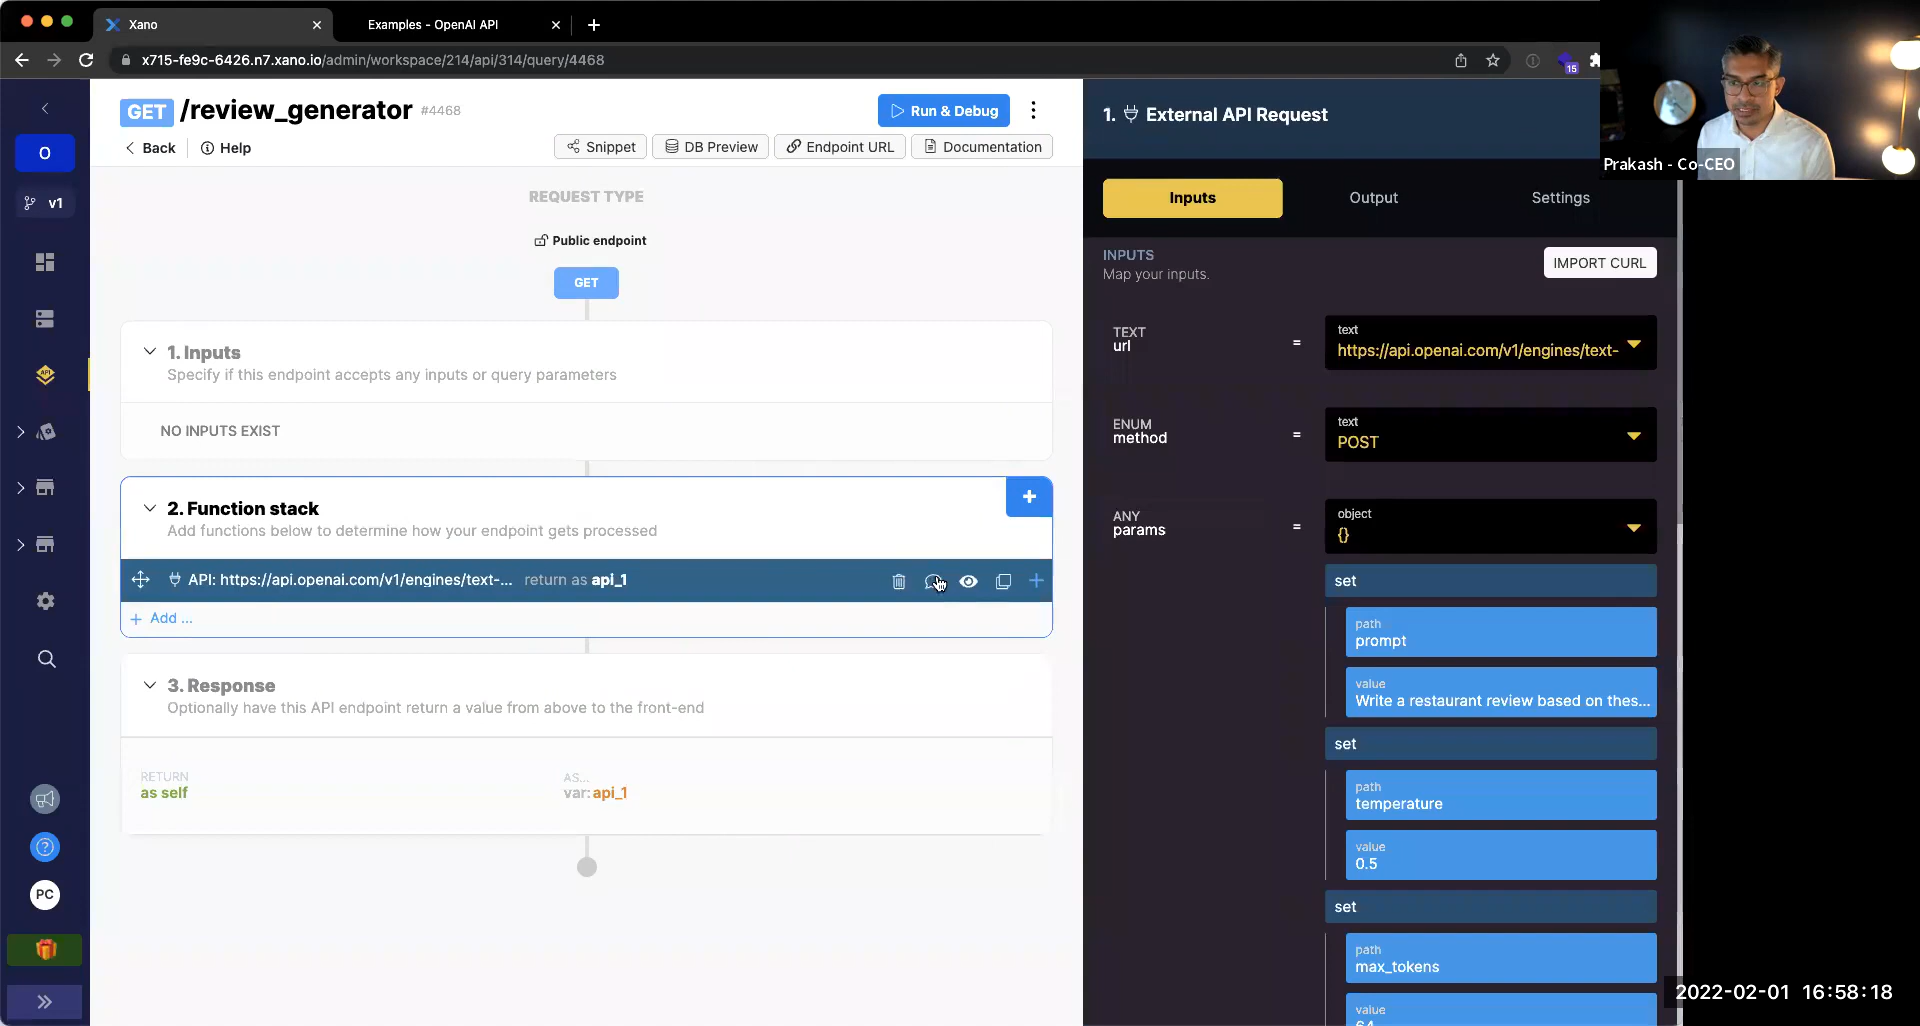 Xano
Examples - OpenAI API
x715-fe9c-6426.n7.xano.io/admin/workspace/214/api/314/query/4468
15
Prakash - Co-CEO
O
v1
PC
GET /review_generator #4468
Run & Debug
Back
Help
Snippet
DB Preview
Endpoint URL
Documentation
REQUEST TYPE
Public endpoint
GET
1. Inputs
Specify if this endpoint accepts any inputs or query parameters
NO INPUTS EXIST
2. Function stack
Add functions below to determine how your endpoint gets processed
API: https://api.openai.com/v1/engines/text-... return as api_1
Add ...
3. Response
Optionally have this API endpoint return a value from above to the front-end
RETURN
as self
AS...
var: api_1
1. External API Request
Inputs
Output
Settings
INPUTS
Map your inputs.
IMPORT CURL
TEXT
url
=
text
https://api.openai.com/v1/engines/text-
ENUM
method
=
text
POST
ANY
params
=
object
{}
set
path
prompt
value
Write a restaurant review based on thes...
set
path
temperature
value
0.5
set
path
max_tokens
value
64
2022-02-01 16:58:18